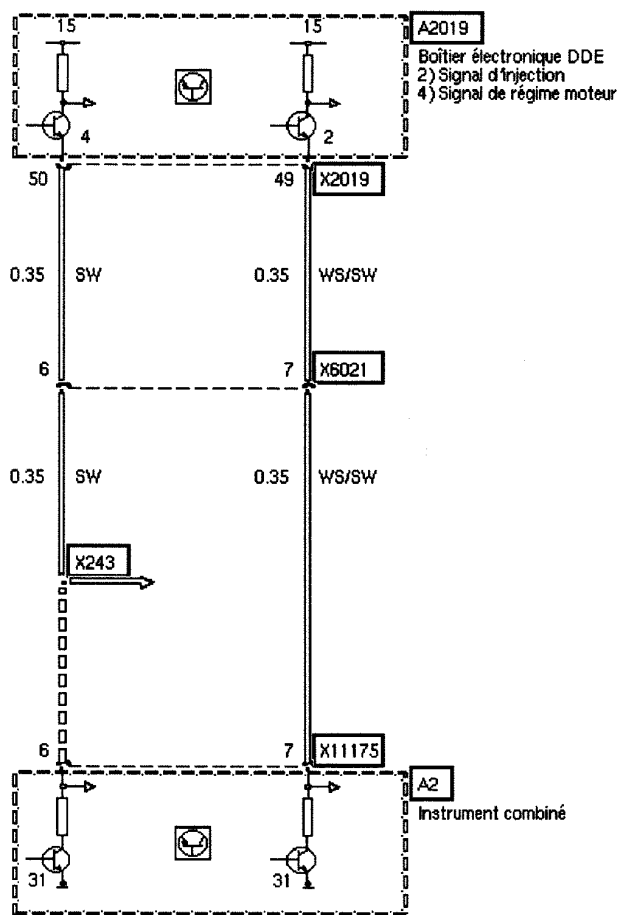 15 15 A2019
Boîtier électronique DDE
2) Signal d'injection
4) Signal de régime moteur
4 2
50 49 X2019
0.35 SW 0.35 WS/SW
6 7 X6021
0.35 SW 0.35 WS/SW
X243
6 7 X11175
A2
Instrument combiné
31 31